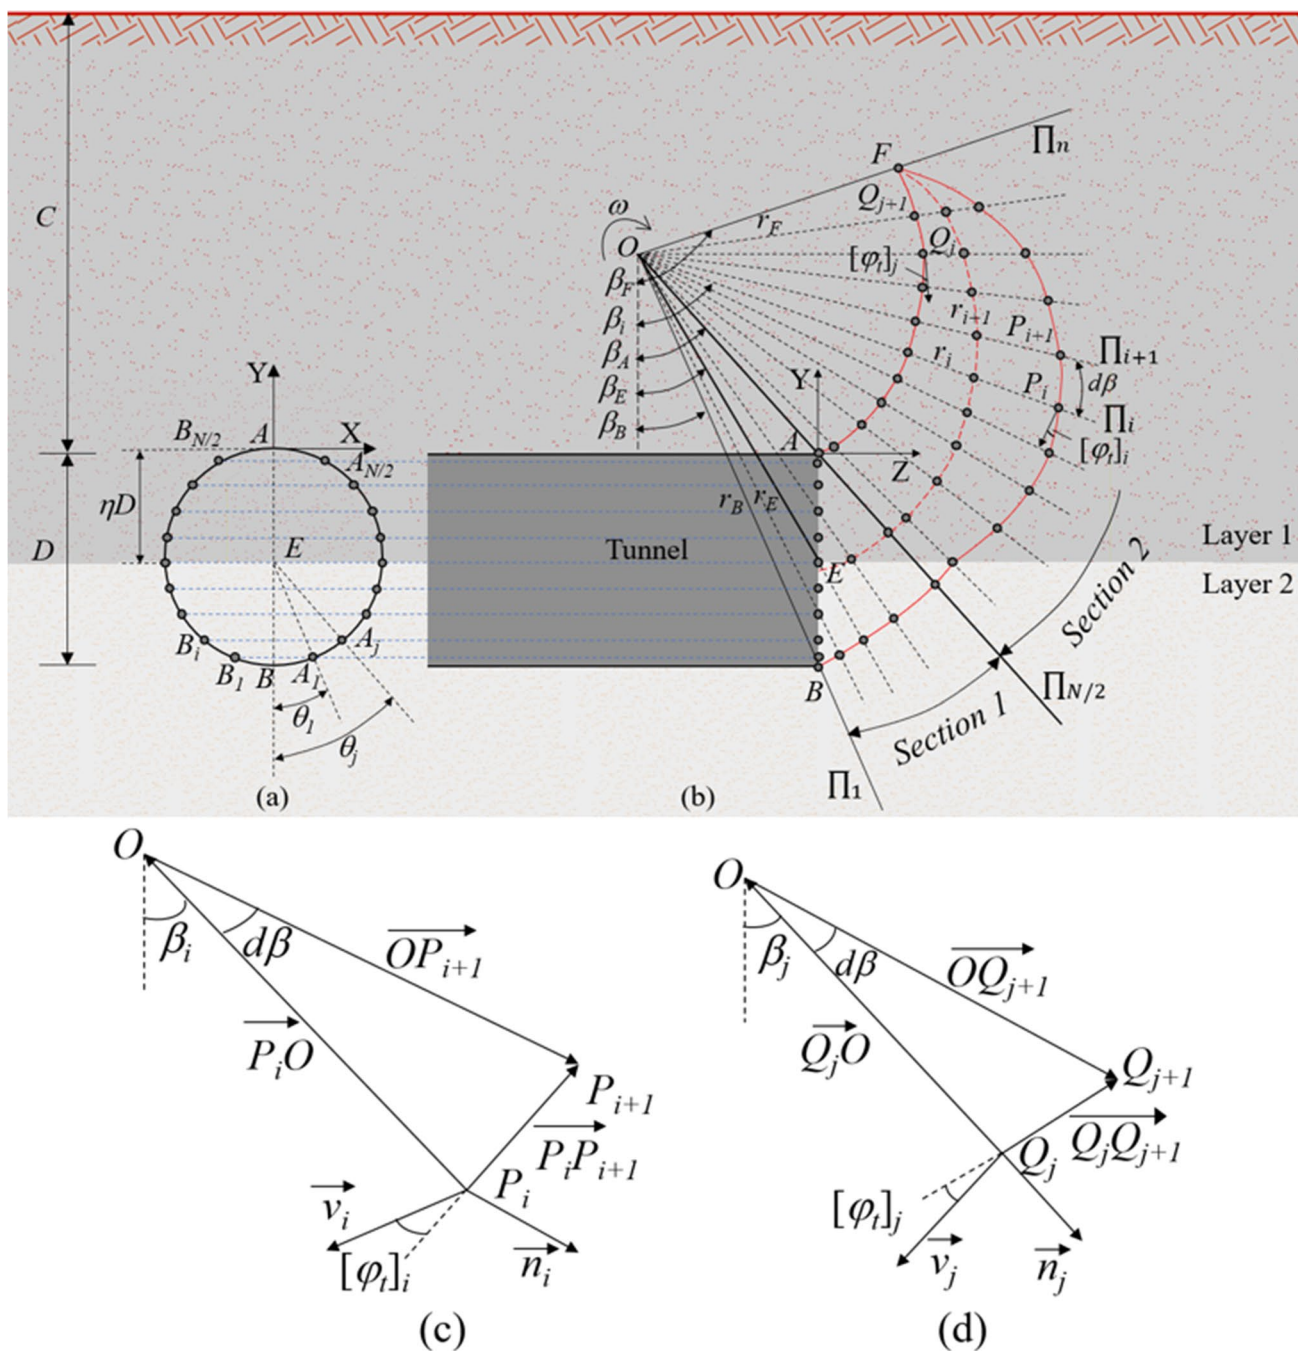 C
F
Πn
Qj+1
ω
rF
O
Qj
[φt]j
βF
ri+1
Pi+1
βi
Πi+1
ri
dβ
βA
Pi
Πi
Y
Y
βE
[φt]i
BN/2
A
X
βB
A
Z
AN/2
ηD
rB
rE
Layer 1
D
E
Tunnel
E
Layer 2
Section 2
Bi
Aj
B1
B
A1
B
Section 1
ΠN/2
θ1
θj
(a)
(b)
Π1
O
βi
dβ
OPi+1
PiO
Pi+1
PiPi+1
Pi
vi
[φt]i
ni
(c)
O
βj
dβ
OQj+1
QjO
Qj+1
QjQj+1
Qj
[φt]j
vj
nj
(d)